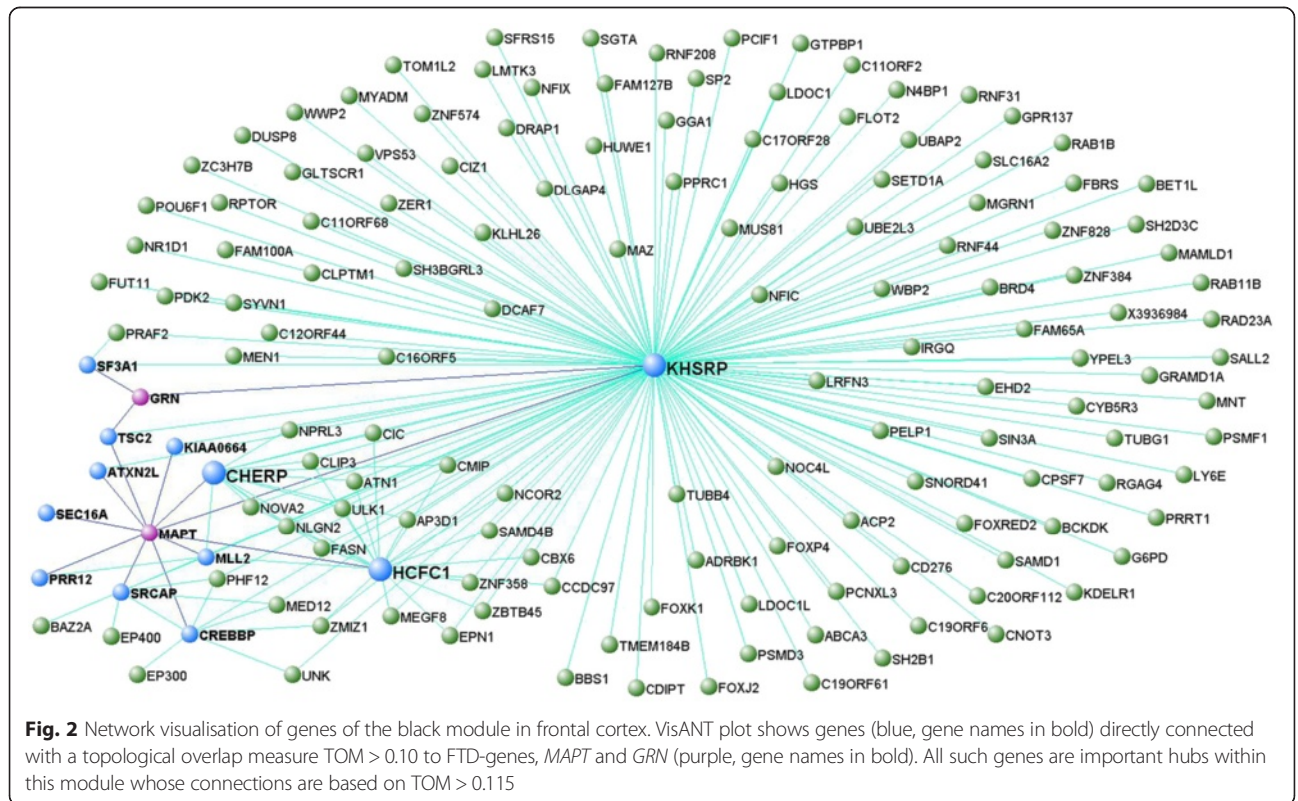 SFRS15
SGTA
PCIF1
GTPBP1
RNF208
TOM1L2
LMTK3
C11ORF2
NFIX
FAM127B
SP2
LDOC1
N4BP1
RNF31
MYADM
WWP2
ZNF574
GGA1
FLOT2
GPR137
DUSP8
DRAP1
HUWE1
C17ORF28
UBAP2
RAB1B
ZC3H7B
VPS53
GLTSCR1
CIZ1
SLC16A2
DLGAP4
PPRC1
HGS
SETD1A
FBRS
BET1L
POU6F1
RPTOR
ZER1
C11ORF68
MGRN1
KLHL26
MUS81
UBE2L3
ZNF828
SH2D3C
NR1D1
FAM100A
MAZ
RNF44
MAMLD1
CLPTM1
SH3BGRL3
ZNF384
FUT11
PDK2
SYVN1
DCAF7
NFIC
WBP2
BRD4
RAB11B
X3936984
RAD23A
PRAF2
C12ORF44
FAM65A
MEN1
C16ORF5
IRGQ
YPEL3
SALL2
SF3A1
KHSRP
GRAMD1A
LRFN3
EHD2
GRN
CYB5R3
MNT
TSC2
NPRL3
CIC
PELP1
SIN3A
TUBG1
PSMF1
KIAA0664
ATXN2L
CHERP
CLIP3
CMIP
NOC4L
LY6E
ATN1
SNORD41
CPSF7
RGAG4
NCOR2
TUBB4
SEC16A
NOVA2
ULK1
PRRT1
MAPT
NLGN2
AP3D1
SAMD4B
ACP2
FOXRED2
BCKDK
FASN
FOXP4
MLL2
CBX6
ADRBK1
SAMD1
G6PD
PRR12
PHF12
HCFC1
ZNF358
CCDC97
CD276
SRCAP
PCNXL3
C20ORF112
KDELR1
MED12
MEGF8
ZBTB45
FOXK1
LDOC1L
BAZ2A
EP400
CREBBP
ZMIZ1
EPN1
ABCA3
C19ORF6
CNOT3
TMEM184B
PSMD3
SH2B1
EP300
UNK
BBS1
CDIPT
FOXJ2
C19ORF61
Fig. 2 Network visualisation of genes of the black module in frontal cortex. VisANT plot shows genes (blue, gene names in bold) directly connected
with a topological overlap measure TOM > 0.10 to FTD-genes, MAPT and GRN (purple, gene names in bold). All such genes are important hubs within
this module whose connections are based on TOM > 0.115